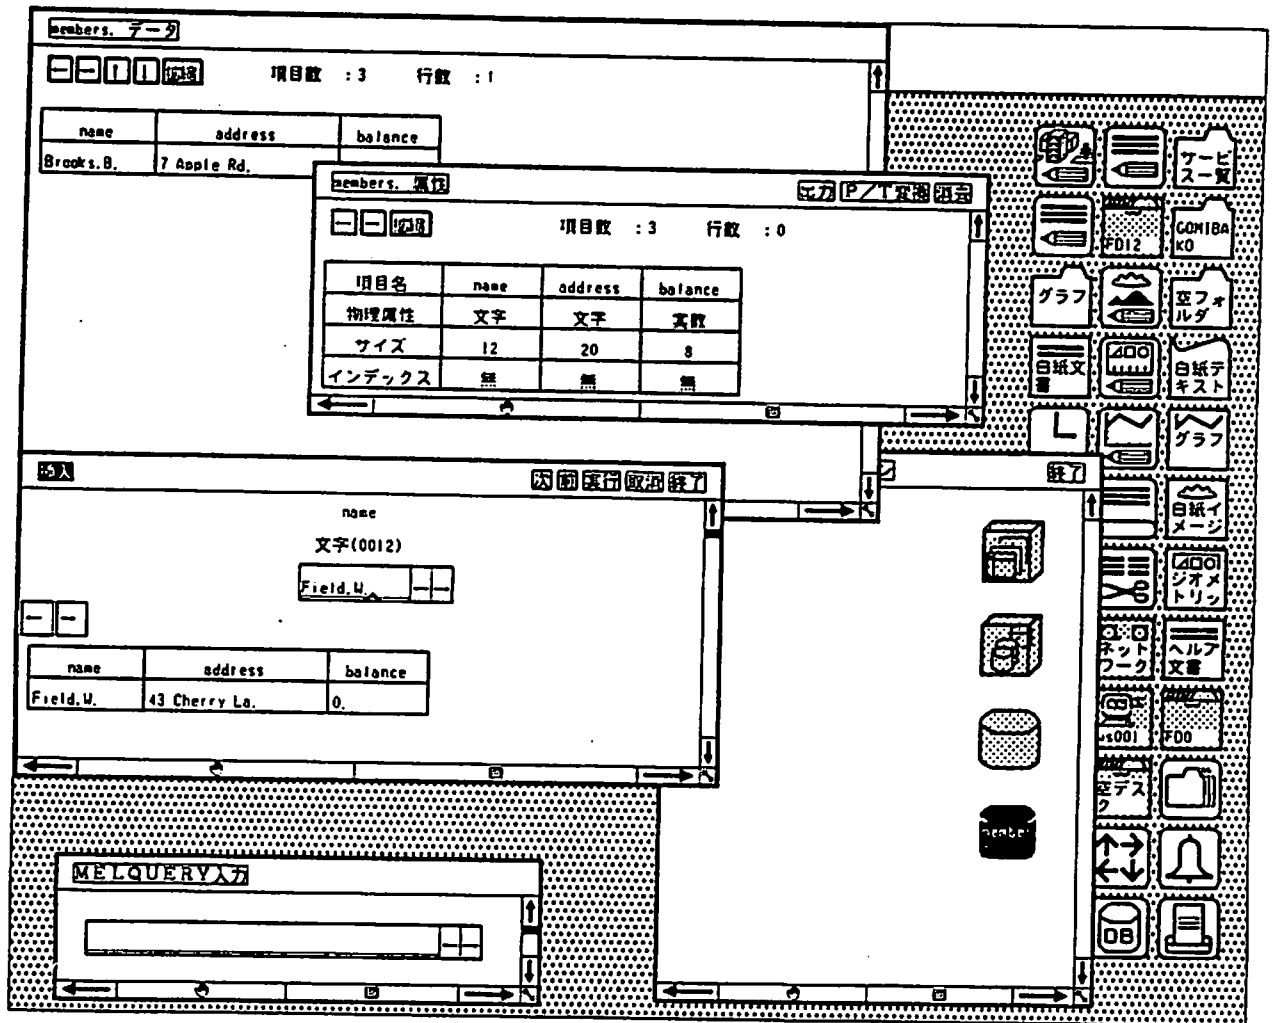 members. データ
項目数 :3 行数 :1
name address balance
Brooks.B. 7 Apple Rd.
members. 属性
出力 P/T変換 消去
項目数 :3 行数 :0
項目名 name address balance
物理属性 文字 文字 実数
サイズ 12 20 8
インデックス 無 無 無
挿入
次 前 実行 取消 終了
name
文字(0012)
Field.W.
name address balance
Field.W. 43 Cherry La. 0.
MELQUERY入力
終了
member
サービス一覧
FD12
GOMIBAKO
グラフ
空フォルダ
白紙文書
白紙テキスト
グラフ
白紙イメージ
ジオメトリッ
ネットワーク
ヘルプ文書
us001
FD0
空デスク
DB